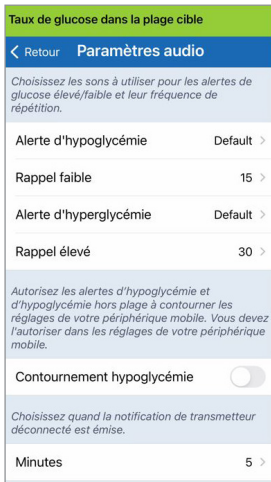 Taux de glucose dans la plage cible
Retour Paramètres audio
Choisissez les sons à utiliser pour les alertes de
glucose élevé/faible et leur fréquence de
répétition.
Alerte d'hypoglycémie Default
Rappel faible 15
Alerte d'hyperglycémie Default
Rappel élevé 30
Autorisez les alertes d'hypoglycémie et
d'hypoglycémie hors plage à contourner les
réglages de votre périphérique mobile. Vous devez
l'autoriser dans les réglages de votre périphérique
mobile.
Contournement hypoglycémie
Choisissez quand la notification de transmetteur
déconnecté est émise.
Minutes 5